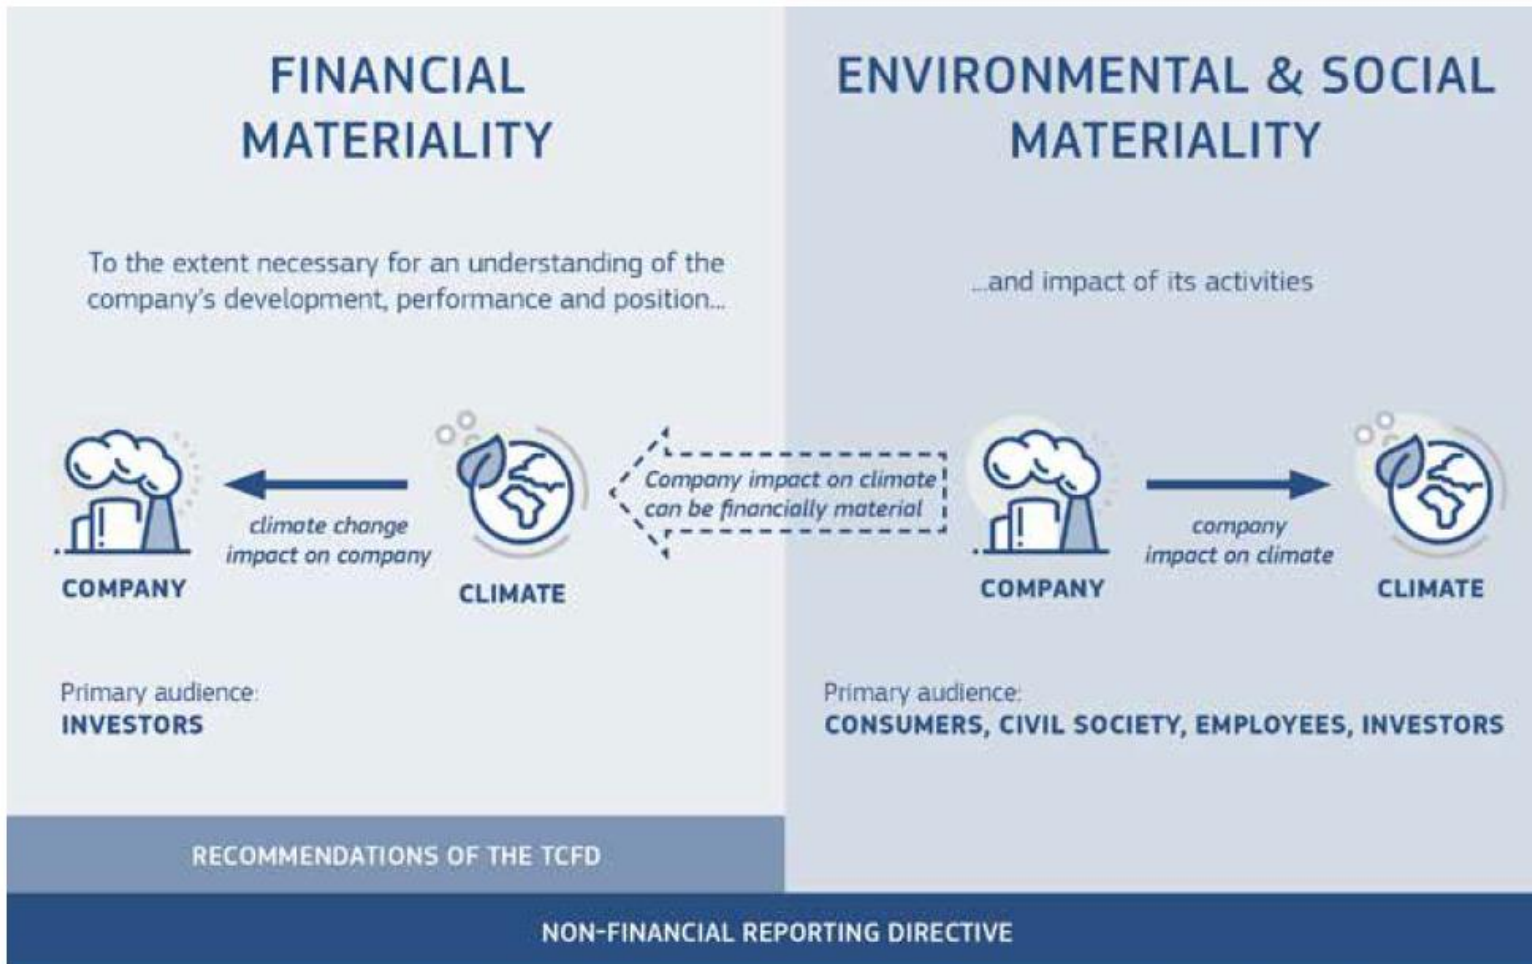 FINANCIAL
MATERIALITY
To the extent necessary for an understanding of the
company's development, performance and position...
climate change
impact on company
COMPANY
CLIMATE
Primary audience:
INVESTORS
RECOMMENDATIONS OF THE TCFD
Company impact on climate
can be financially material
ENVIRONMENTAL & SOCIAL
MATERIALITY
...and impact of its activities
company
impact on climate
COMPANY
CLIMATE
Primary audience:
CONSUMERS, CIVIL SOCIETY, EMPLOYEES, INVESTORS
NON-FINANCIAL REPORTING DIRECTIVE